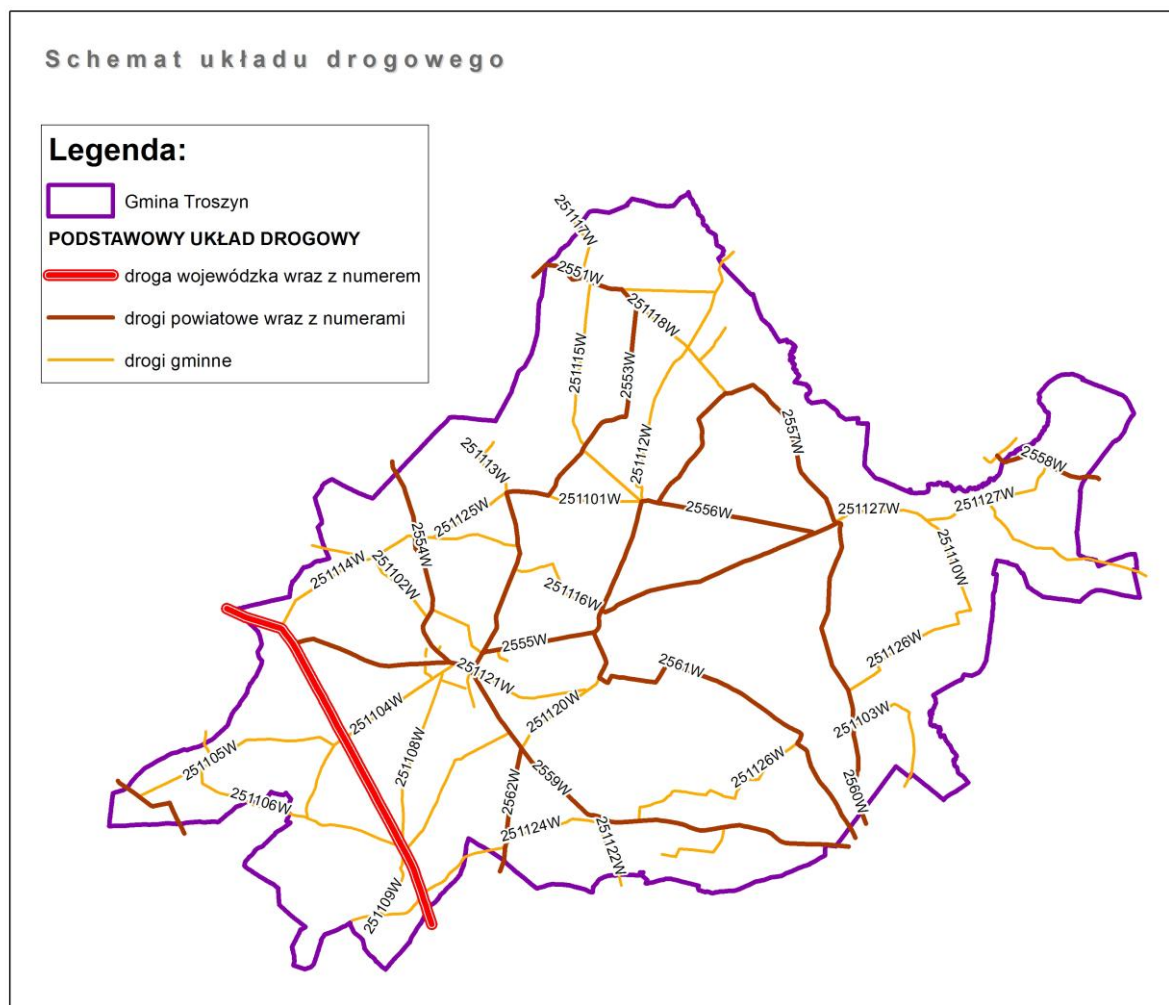 Schemat układu drogowego
Legenda:
Gmina Troszyn
PODSTAWOWY UKŁAD DROGOWY
droga wojewódzka wraz z numerem
drogi powiatowe wraz z numerami
drogi gminne
251117W
2551W
251118W
251115W
2553W
2557W
251112W
251113W
2558W
251101W
251125W
2556W
251127W
251127W
2554W
251110W
251114W
251102W
251116W
2555W
251126W
2561W
251121W
251104W
251120W
251103W
251108W
251105W
2559W
251126W
2562W
2560W
251106W
251124W
251122W
251109W